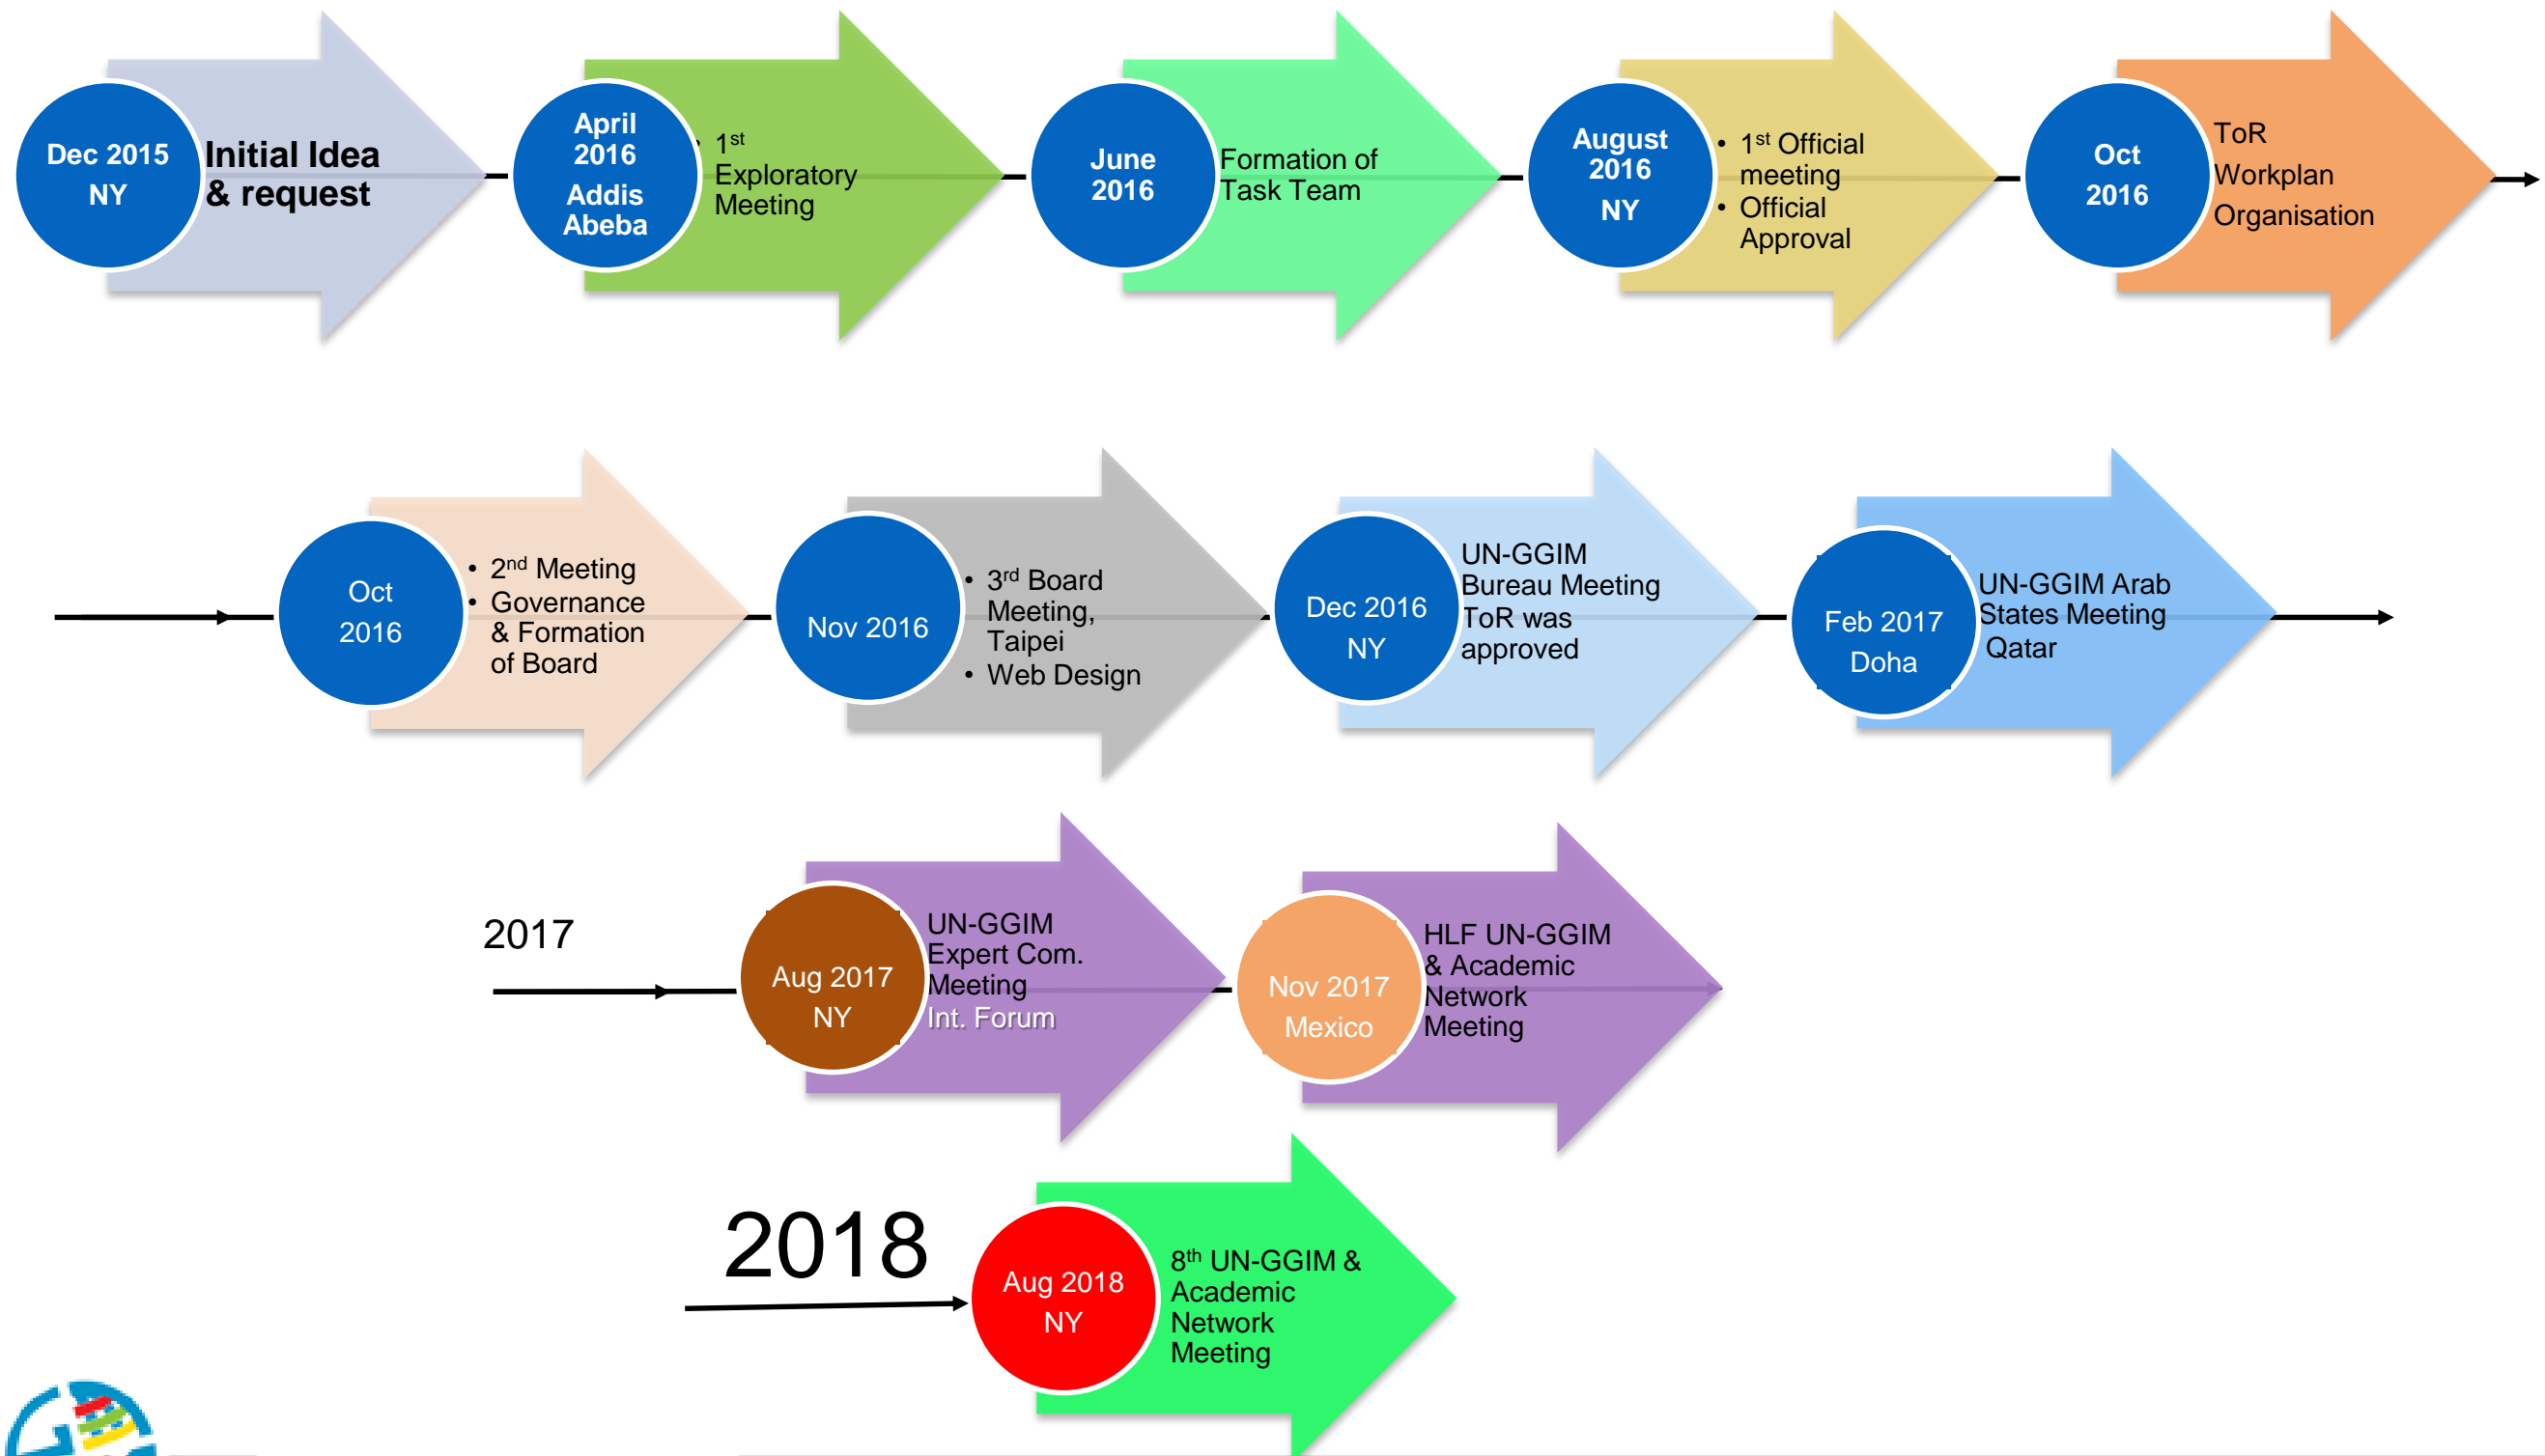 Dec 2015
NY
Initial Idea
& request
April
2016
Addis
Abeba
• 1st
Exploratory
Meeting
June
2016
Formation of
Task Team
August
2016
NY
• 1st Official
meeting
• Official
Approval
Oct
2016
ToR
Workplan
Organisation
Oct
2016
• 2nd Meeting
• Governance
& Formation
of Board
Nov 2016
• 3rd Board
Meeting,
Taipei
• Web Design
Dec 2016
NY
UN-GGIM
Bureau Meeting
ToR was
approved
Feb 2017
Doha
UN-GGIM Arab
States Meeting
Qatar
2017
Aug 2017
NY
UN-GGIM
Expert Com.
Meeting
Int. Forum
Nov 2017
Mexico
HLF UN-GGIM
& Academic
Network
Meeting
2018
Aug 2018
NY
8th UN-GGIM &
Academic
Network
Meeting